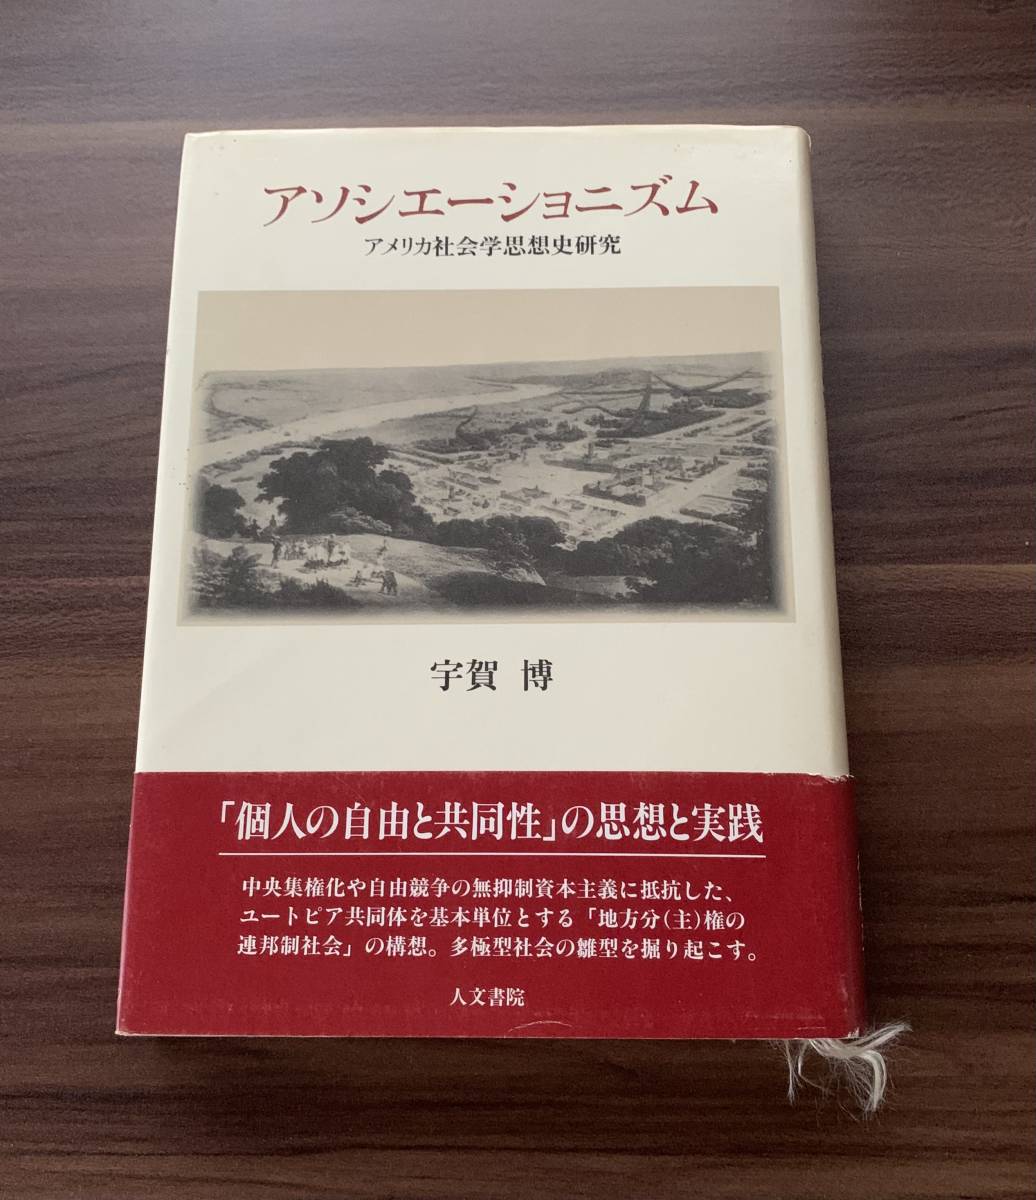 アソシエーショニズム
アメリカ社会学思想史研究
宇賀 博
「個人の自由と共同性」の思想と実践
中央集権化や自由競争の無抑制資本主義に抵抗した、
ユートピア共同体を基本単位とする「地方分(主)権の
連邦制社会」の構想。多極型社会の雛型を掘り起こす。
人文書院